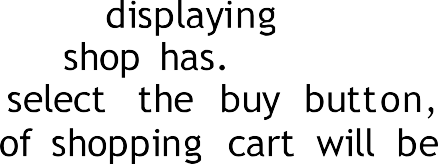 displaying
shop has.
select the buy button,
of shopping cart will be